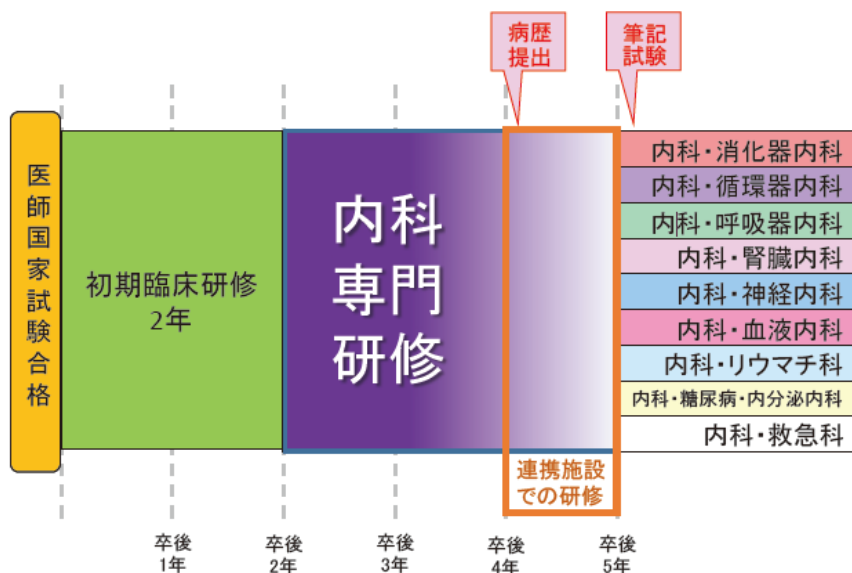 病歴
提出
筆記
試験
医師国家試験合格
初期臨床研修
2年
内科
専門
研修
内科・消化器内科
内科・循環器内科
内科・呼吸器内科
内科・腎臓内科
内科・神経内科
内科・血液内科
内科・リウマチ科
内科・糖尿病・内分泌内科
内科・救急科
連携施設
での研修
卒後
1年
卒後
2年
卒後
3年
卒後
4年
卒後
5年